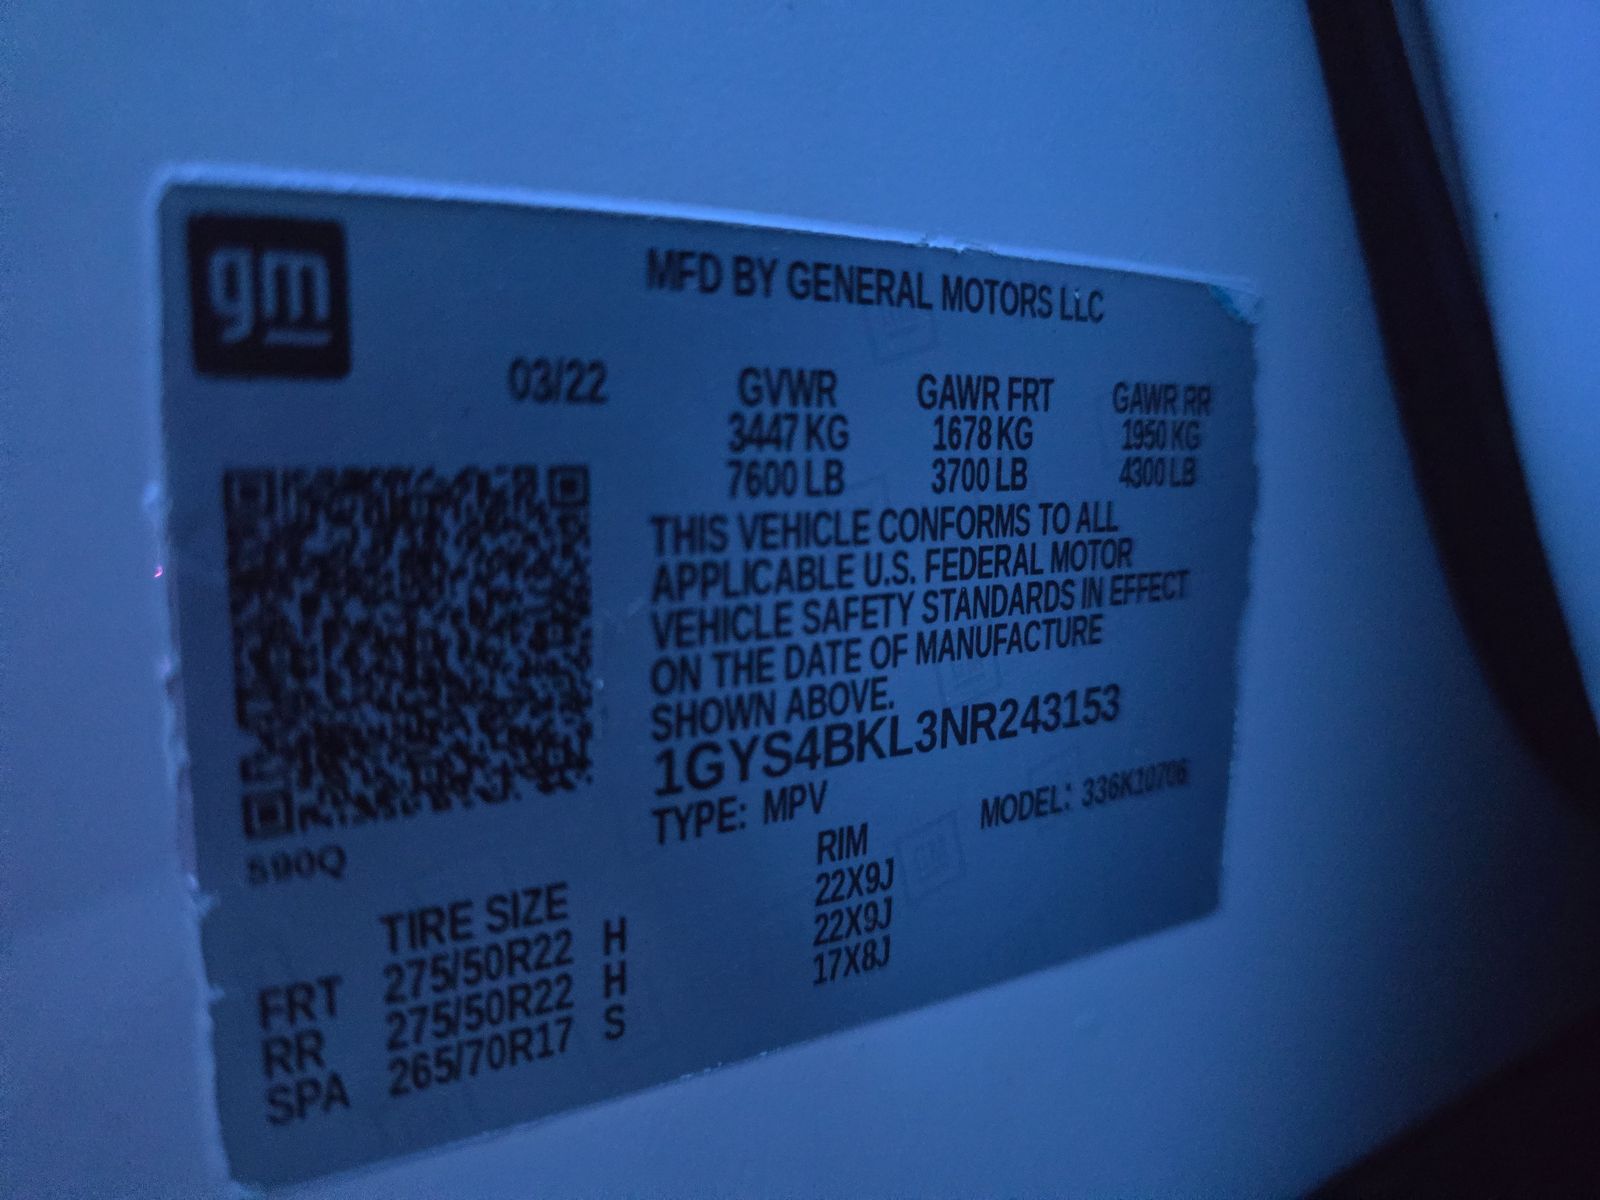 gm
MFD BY GENERAL MOTORS LLC
03/22 GVWR GAWR FRT GAWR RR
3447 KG 1678 KG 1950 KG
7600 LB 3700 LB 4300 LB
THIS VEHICLE CONFORMS TO ALL
APPLICABLE U.S. FEDERAL MOTOR
VEHICLE SAFETY STANDARDS IN EFFECT
ON THE DATE OF MANUFACTURE
SHOWN ABOVE.
1GYS4BKL3NR243153
TYPE: MPV MODEL: 336K10706
590Q
TIRE SIZE RIM
FRT 275/50R22 H 22X9J
RR 275/50R22 H 22X9J
SPA 265/70R17 S 17X8J